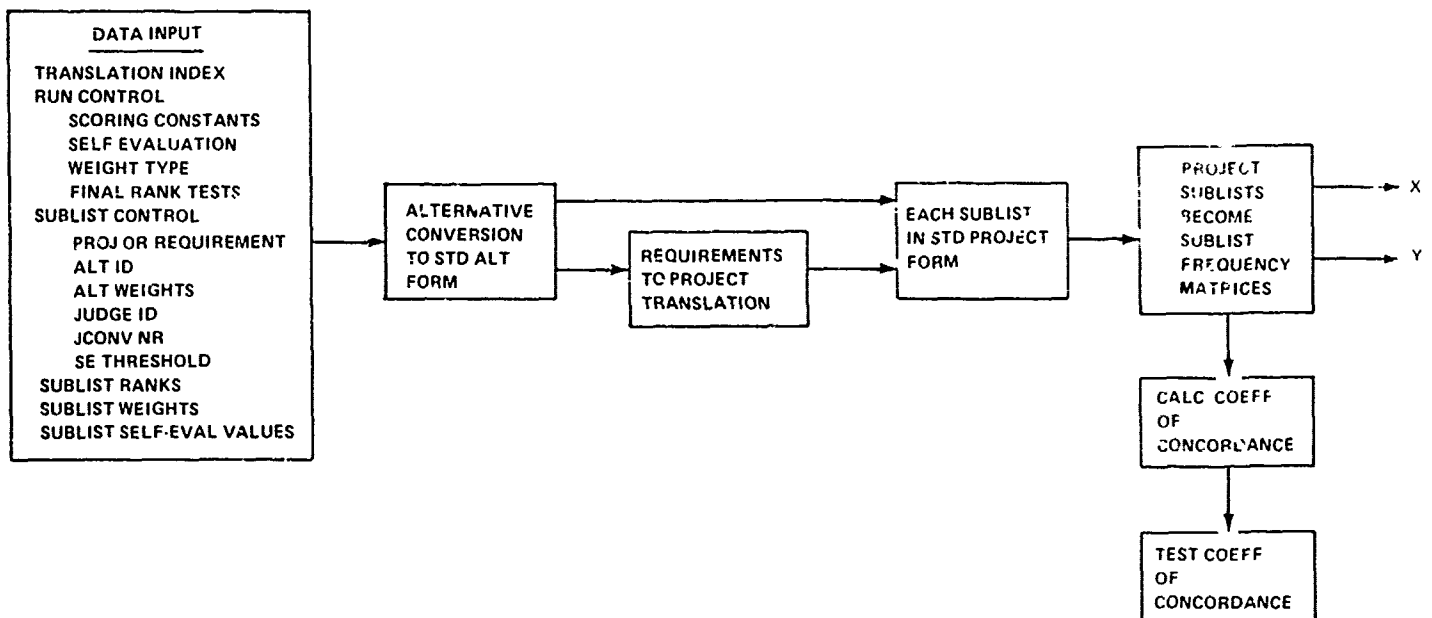 DATA INPUT
TRANSLATION INDEX
RUN CONTROL
SCORING CONSTANTS
SELF EVALUATION
WEIGHT TYPE
FINAL RANK TESTS
SUBLIST CONTROL
PROJ OR REQUIREMENT
ALT ID
ALT WEIGHTS
JUDGE ID
JCONV NR
SE THRESHOLD
SUBLIST RANKS
SUBLIST WEIGHTS
SUBLIST SELF-EVAL VALUES
ALTERNATIVE
CONVERSION
TO STD ALT
FORM
REQUIREMENTS
TO PROJECT
TRANSLATION
EACH SUBLIST
IN STD PROJECT
FORM
PROJECT
SUBLISTS
BECOME
SUBLIST
FREQUENCY
MATRICES
X
Y
CALC COEFF
OF
CONCORDANCE
TEST COEFF
OF
CONCORDANCE